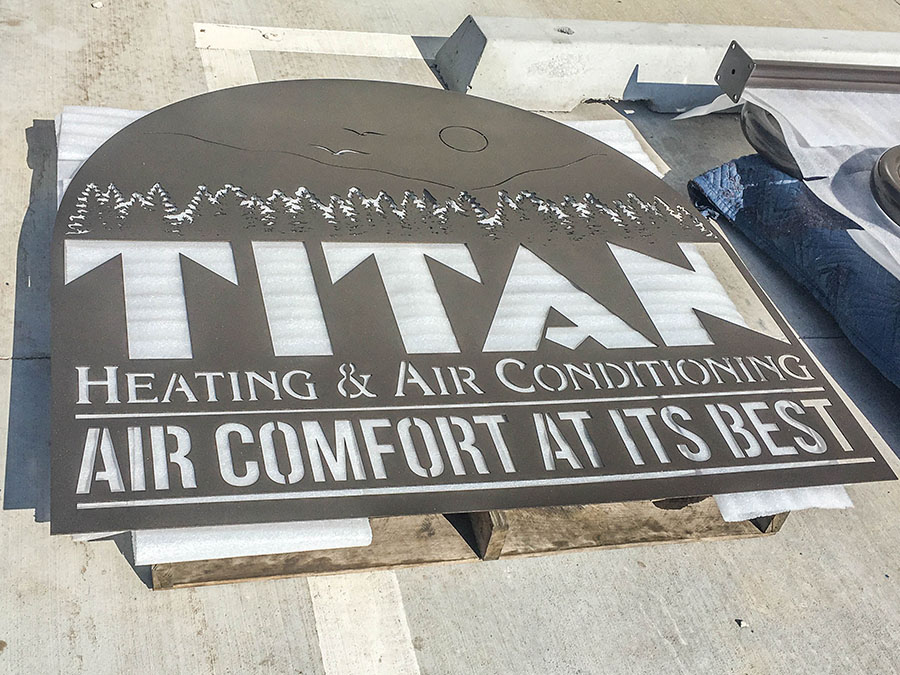 TITAN
HEATING & AIR CONDITIONING
AIR COMFORT AT ITS BEST